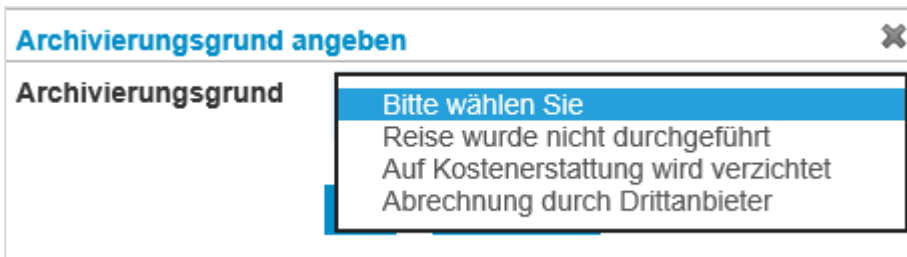 Archivierungsgrund angeben
Archivierungsgrund
Bitte wählen Sie
Reise wurde nicht durchgeführt
Auf Kostenerstattung wird verzichtet
Abrechnung durch Drittanbieter